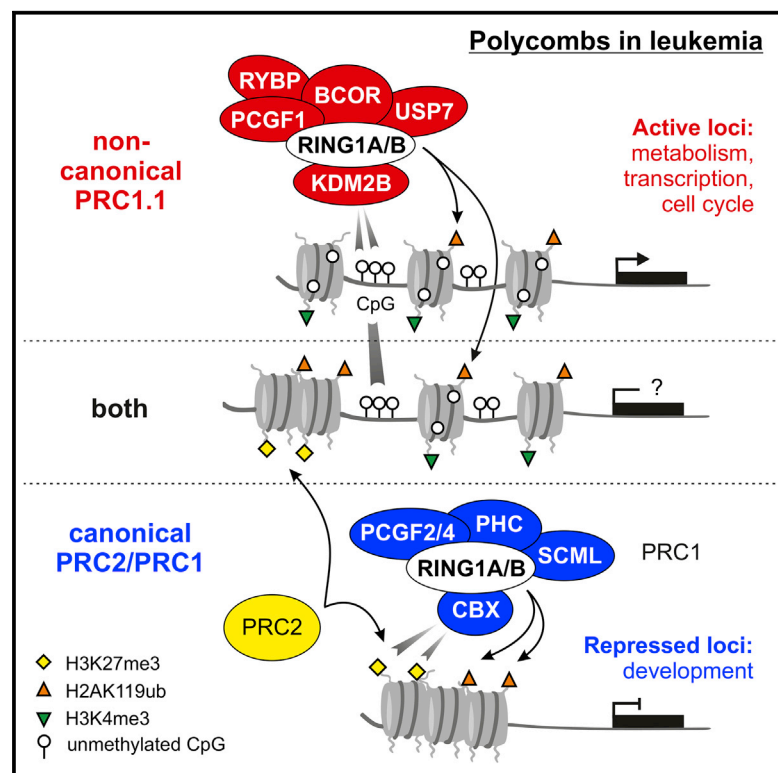 Polycombs in leukemia
RYBP
BCOR
USP7
PCGF1
RING1A/B
KDM2B
non-
canonical
PRC1.1
Active loci:
metabolism,
transcription,
cell cycle
CpG
both
?
canonical
PRC2/PRC1
PCGF2/4
PHC
SCML
RING1A/B
CBX
PRC1
PRC2
Repressed loci:
development
H3K27me3
H2AK119ub
H3K4me3
unmethylated CpG